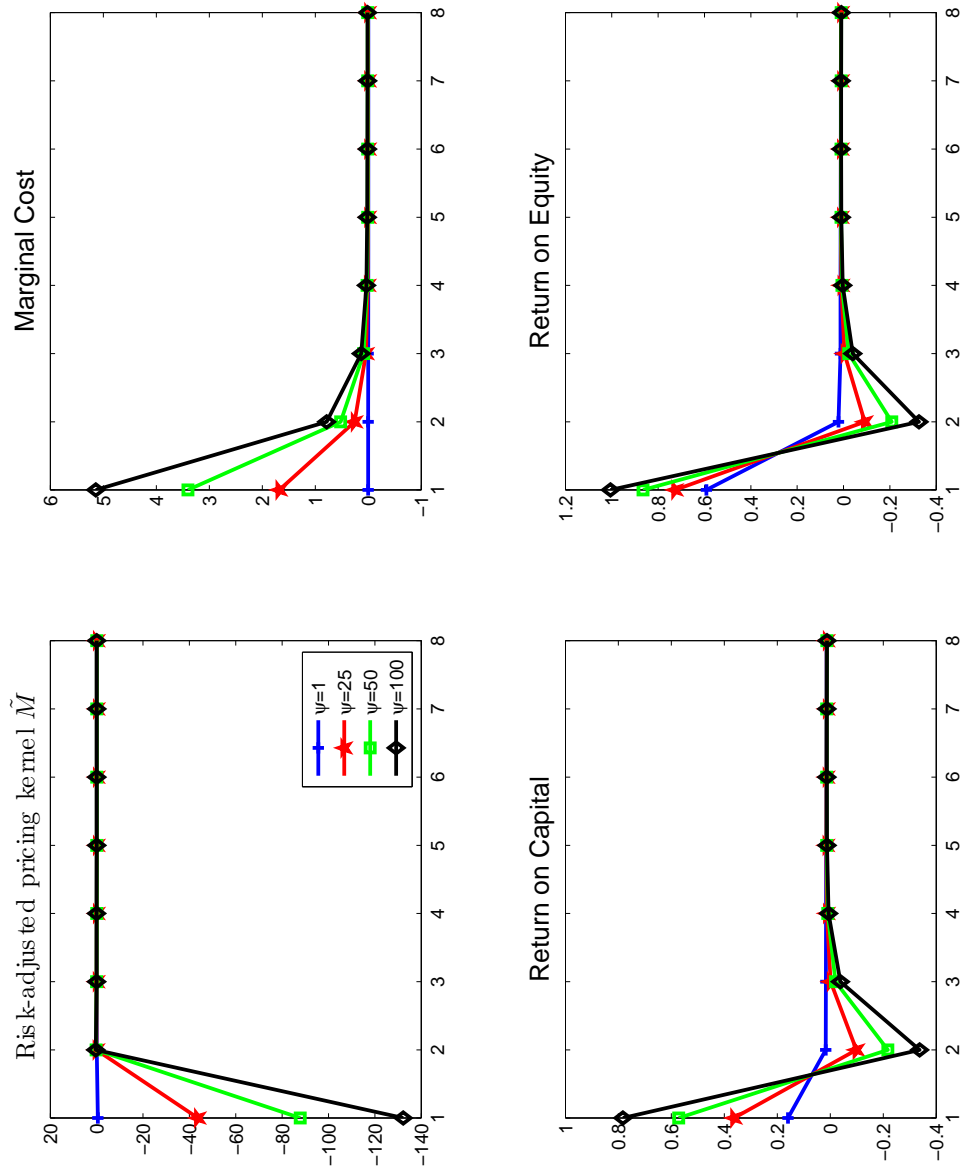 Risk-adjusted pricing kernel M̃
20
0
−20
−40
−60
−80
−100
−120
−140
1 2 3 4 5 6 7 8
ψ=1
ψ=25
ψ=50
ψ=100
Marginal Cost
6
5
4
3
2
1
0
−1
1 2 3 4 5 6 7 8
Return on Capital
1
0.8
0.6
0.4
0.2
0
−0.2
−0.4
1 2 3 4 5 6 7 8
Return on Equity
1.2
1
0.8
0.6
0.4
0.2
0
−0.2
−0.4
1 2 3 4 5 6 7 8